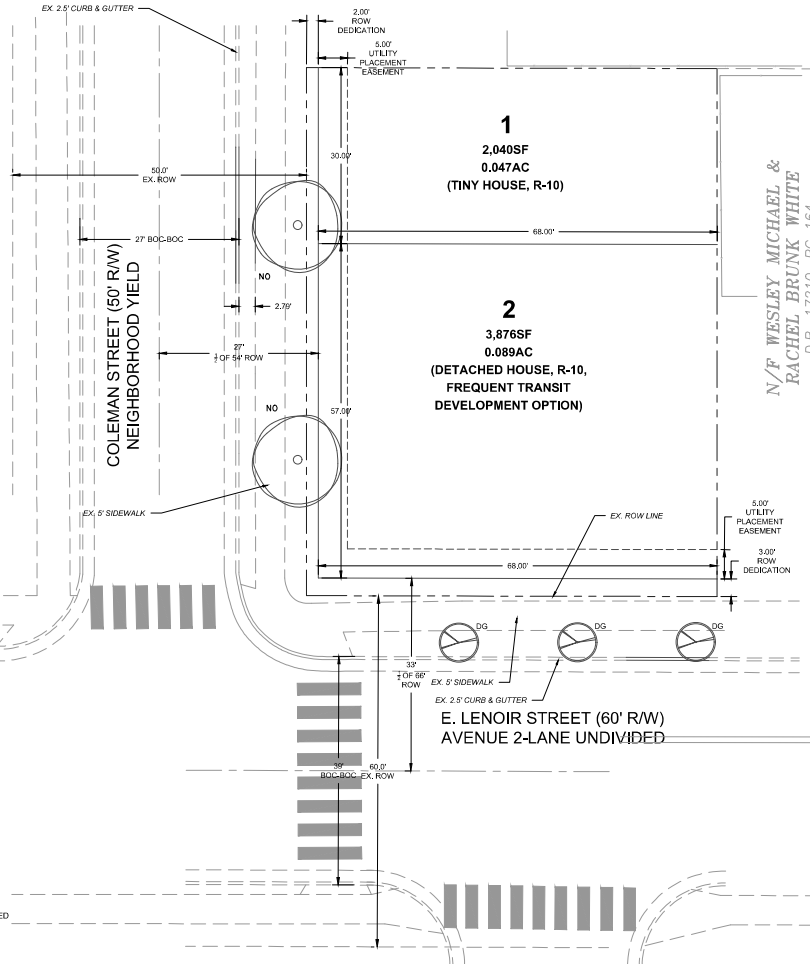 EX. 2.5' CURB & GUTTER
2.00'
ROW
DEDICATION
5.00'
UTILITY
PLACEMENT
EASEMENT
1
2,040SF
0.047AC
(TINY HOUSE, R-10)
30.00'
50.0'
EX. ROW
68.00'
27' BOC-BOC
NO
2.79'
COLEMAN STREET (50' R/W)
NEIGHBORHOOD YIELD
27'
½ OF 54' ROW
2
3,876SF
0.089AC
(DETACHED HOUSE, R-10,
FREQUENT TRANSIT
DEVELOPMENT OPTION)
N/F WESLEY MICHAEL &
RACHEL BRUNK WHITE
D.B. 17210, PG. 164
NO
57.00'
EX. 5' SIDEWALK
EX. ROW LINE
5.00'
UTILITY
PLACEMENT
EASEMENT
3.00'
ROW
DEDICATION
68.00'
DG
DG
DG
33'
½ OF 66'
ROW
EX. 5' SIDEWALK
EX. 2.5' CURB & GUTTER
E. LENOIR STREET (60' R/W)
AVENUE 2-LANE UNDIVIDED
39'
BOC-BOC
60.0'
EX. ROW
ED